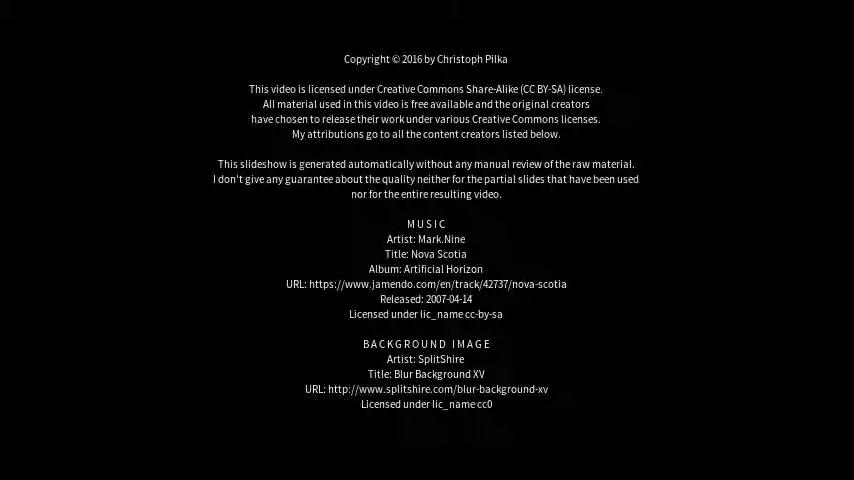 Copyright © 2016 by Christoph Pilka
This video is licensed under Creative Commons Share-Alike (CC BY-SA) license.
All material used in this video is free available and the original creators
have chosen to release their work under various Creative Commons licenses.
My attributions go to all the content creators listed below.
This slideshow is generated automatically without any manual review of the raw material.
I don't give any guarantee about the quality neither for the partial slides that have been used
nor for the entire resulting video.
MUSIC
Artist: Mark.Nine
Title: Nova Scotia
Album: Artificial Horizon
URL: https://www.jamendo.com/en/track/42737/nova-scotia
Released: 2007-04-14
Licensed under lic_name cc-by-sa
BACKGROUND IMAGE
Artist: SplitShire
Title: Blur Background XV
URL: http://www.splitshire.com/blur-background-xv
Licensed under lic_name cc0